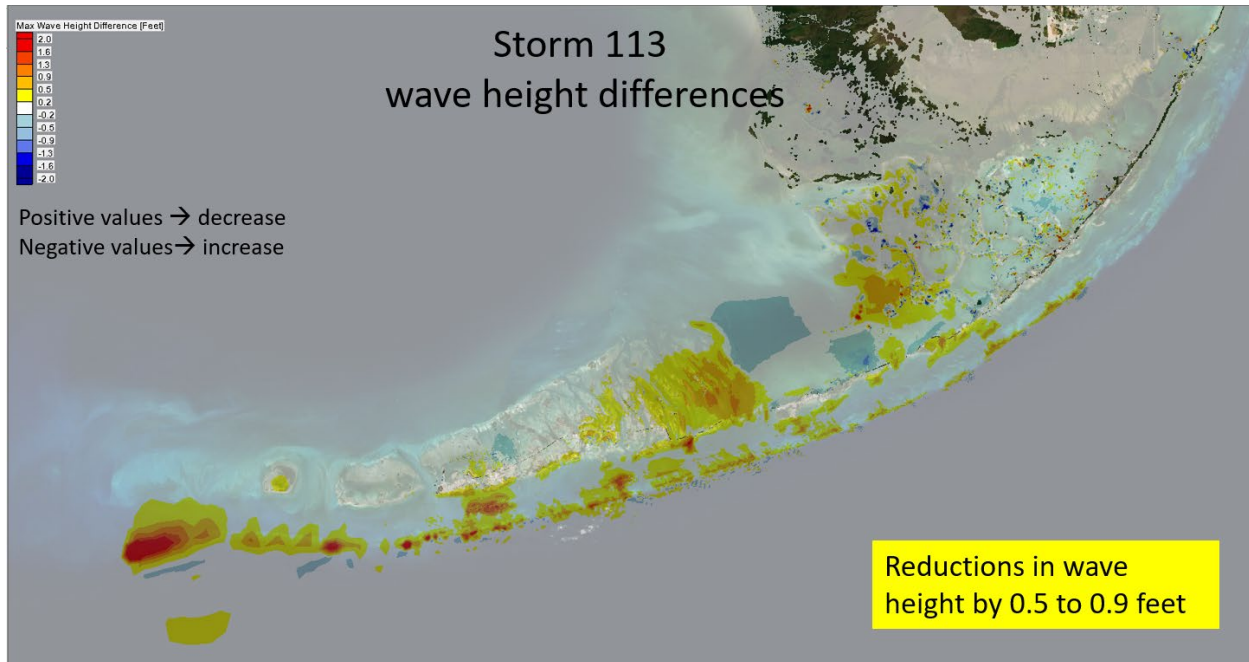 Max Wave Height Difference [Feet]
2.0
1.6
1.3
0.9
0.5
0.2
-0.2
-0.5
-0.9
-1.3
-1.6
-2.0
Storm 113
wave height differences
Positive values → decrease
Negative values→ increase
Reductions in wave
height by 0.5 to 0.9 feet